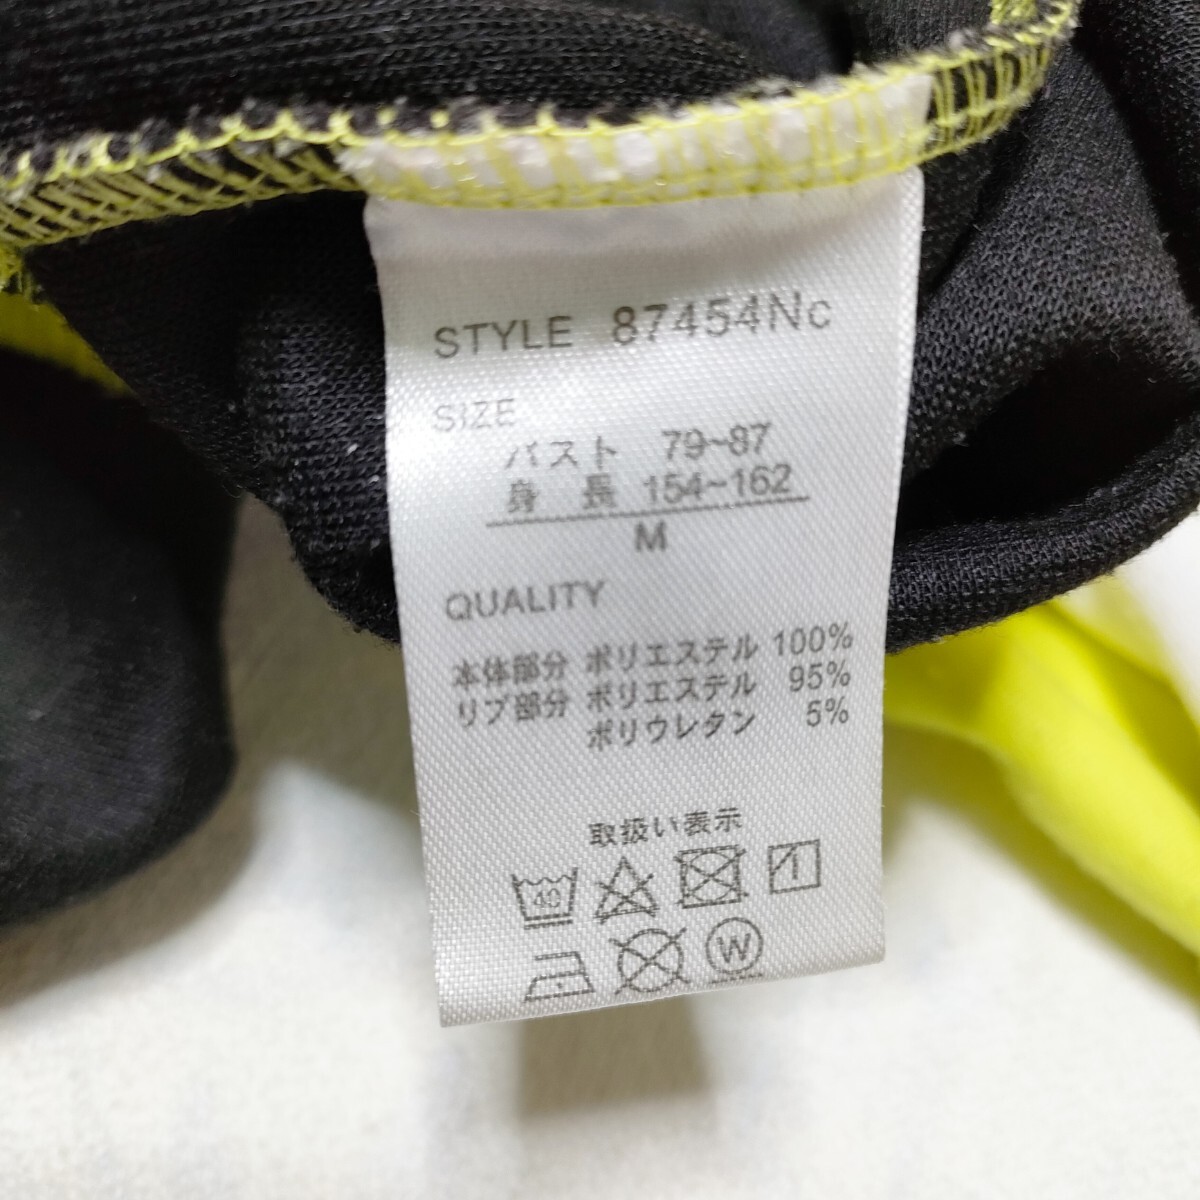 STYLE 87454Nc
SIZE
バスト 79~87
身 長 154~162
M
QUALITY
本体部分 ポリエステル 100%
リブ部分 ポリエステル 95%
ポリウレタン 5%
取扱い表示
40
W